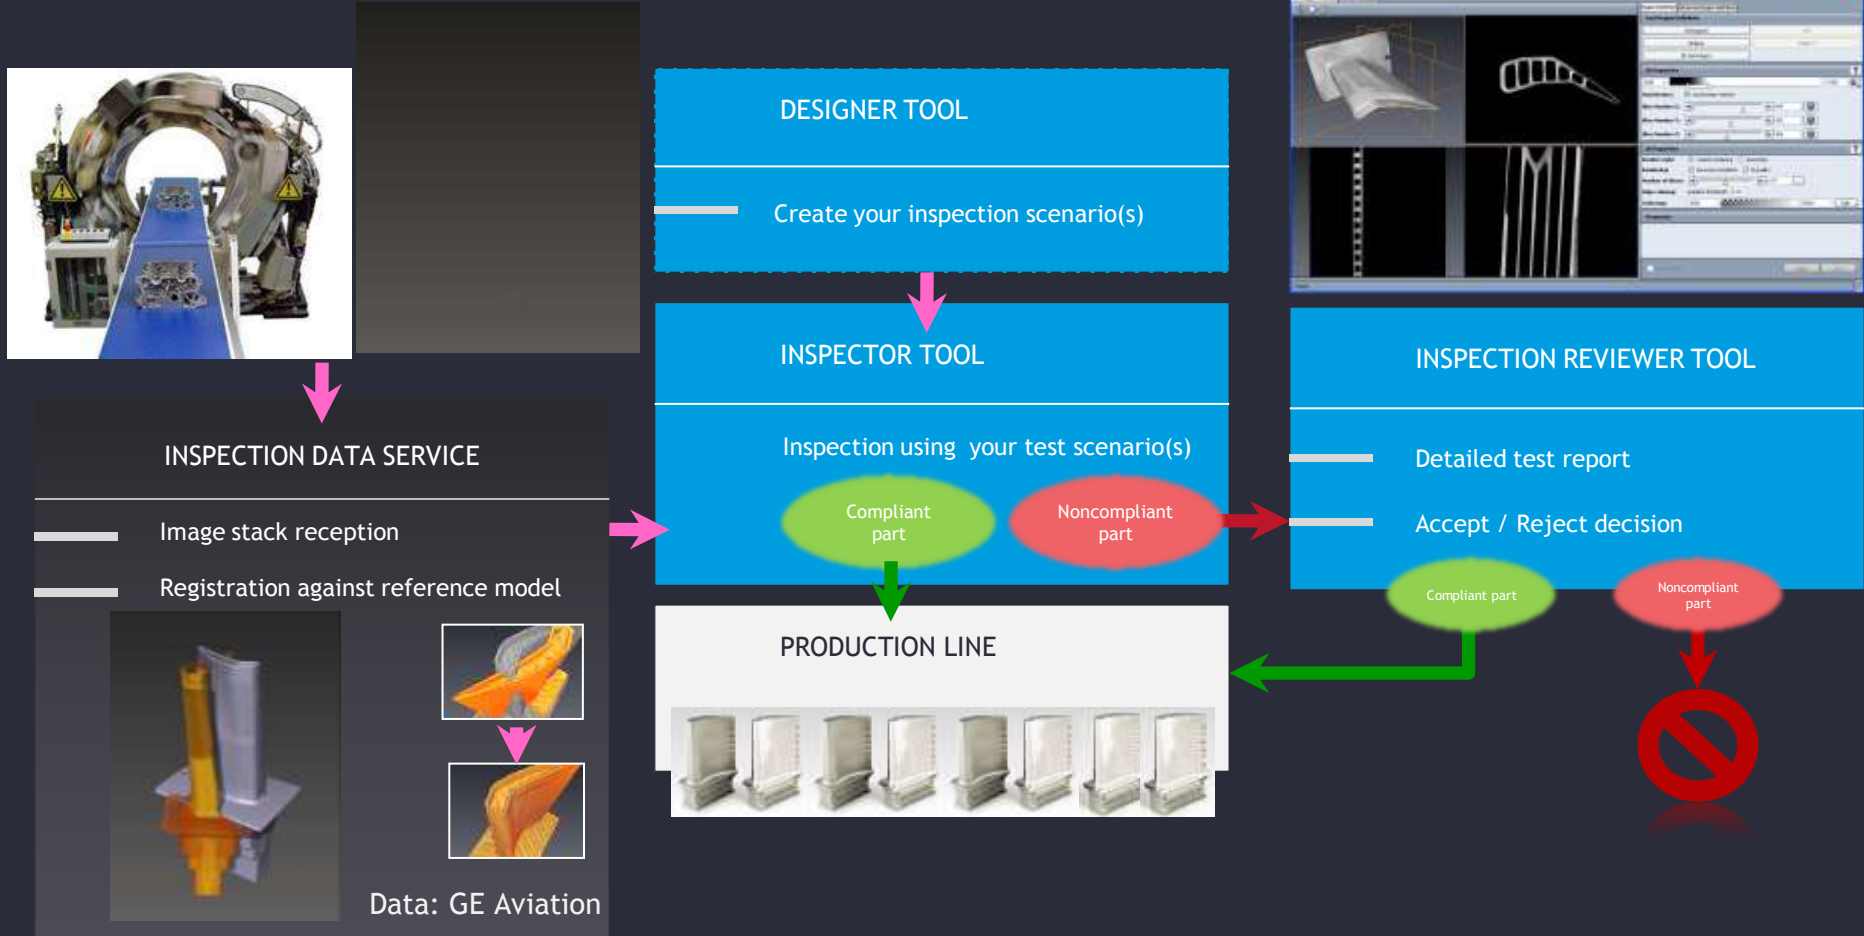 DESIGNER TOOL
Create your inspection scenario(s)
INSPECTOR TOOL
Inspection using your test scenario(s)
Compliant
part
Noncompliant
part
INSPECTION REVIEWER TOOL
Detailed test report
Accept / Reject decision
Compliant part
Noncompliant
part
INSPECTION DATA SERVICE
Image stack reception
Registration against reference model
Data: GE Aviation
PRODUCTION LINE